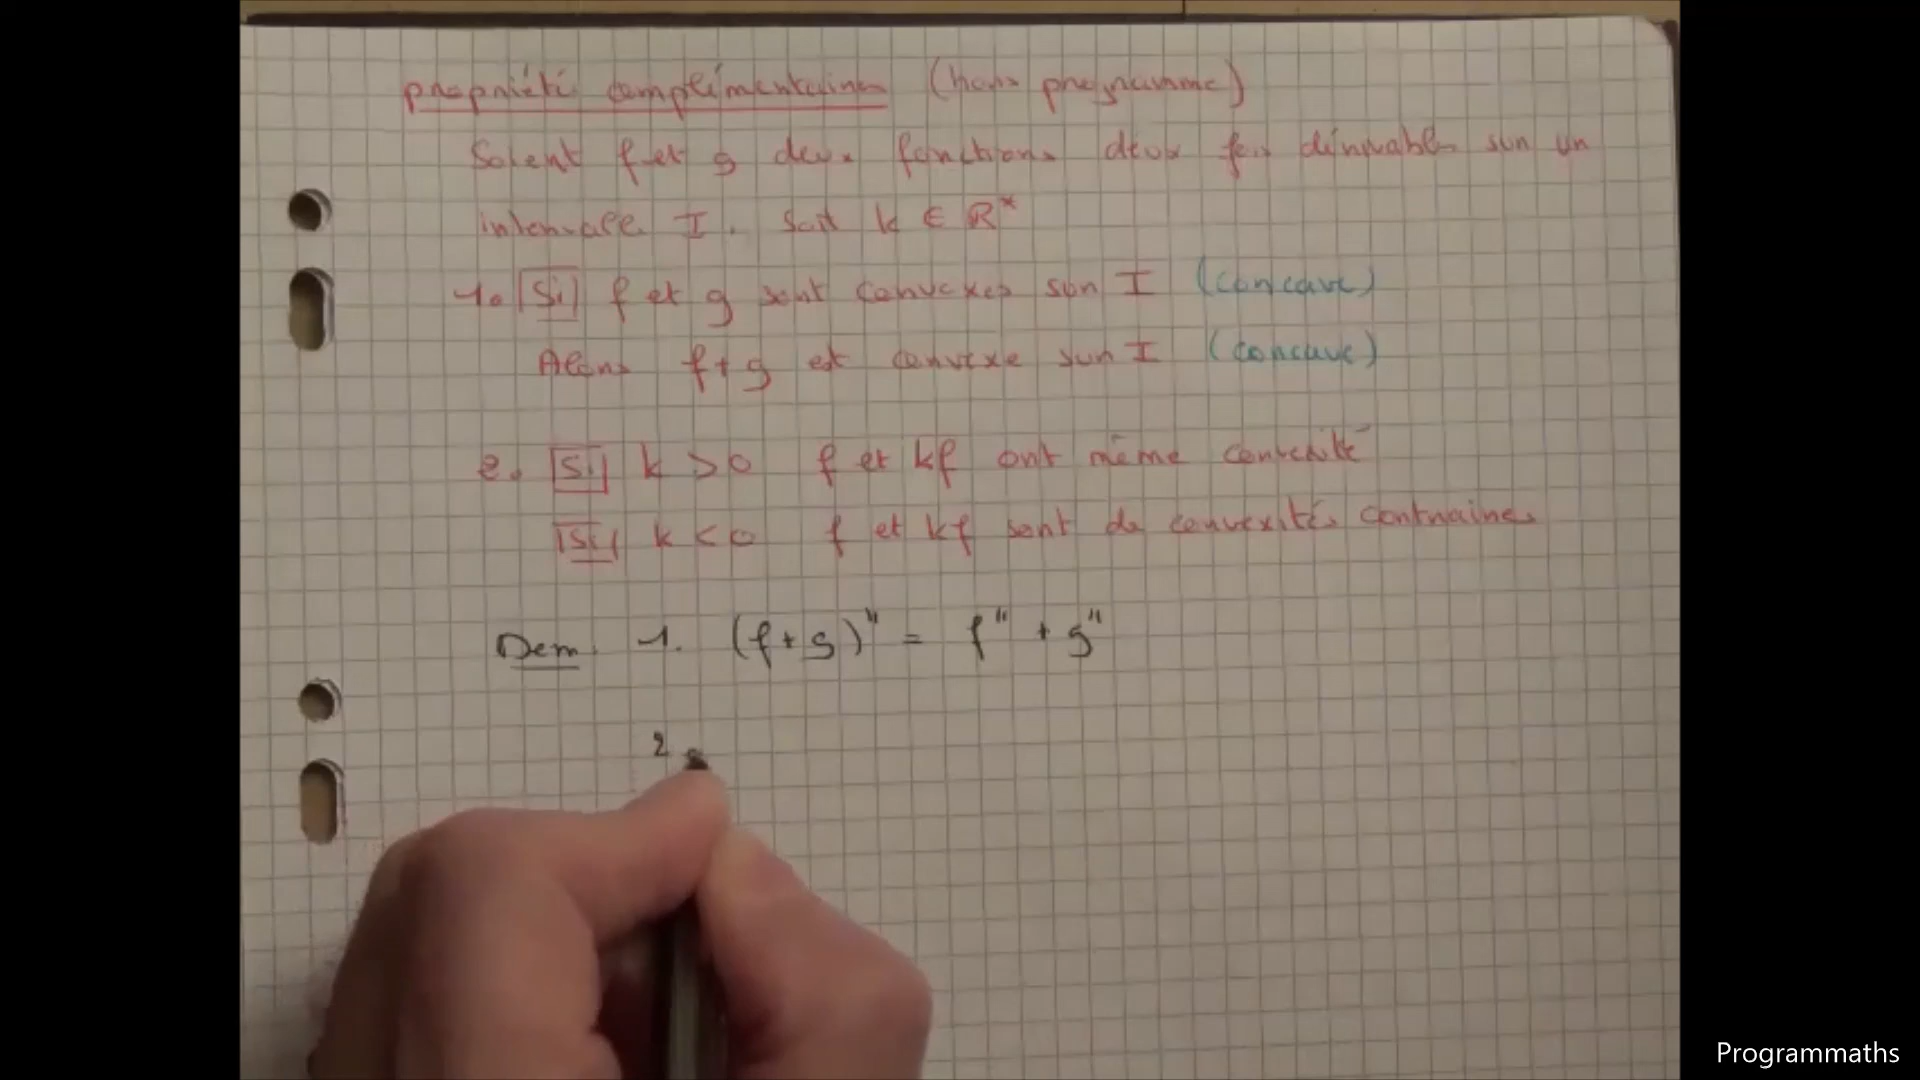 propriété complémentaires (hors programme)
Soient f et g deux fonctions deux fois dérivables sur un
intervalle I. Soit k ∈ ℝ*
1. Si f et g sont convexes sur I (concave)
Alors f+g est convexe sur I (concave)
2. Si k > 0 f et kf ont même convexité
Si k < 0 f et kf sont de convexités contraires
Dem 1. (f+g)" = f" + g"
2
Programmaths